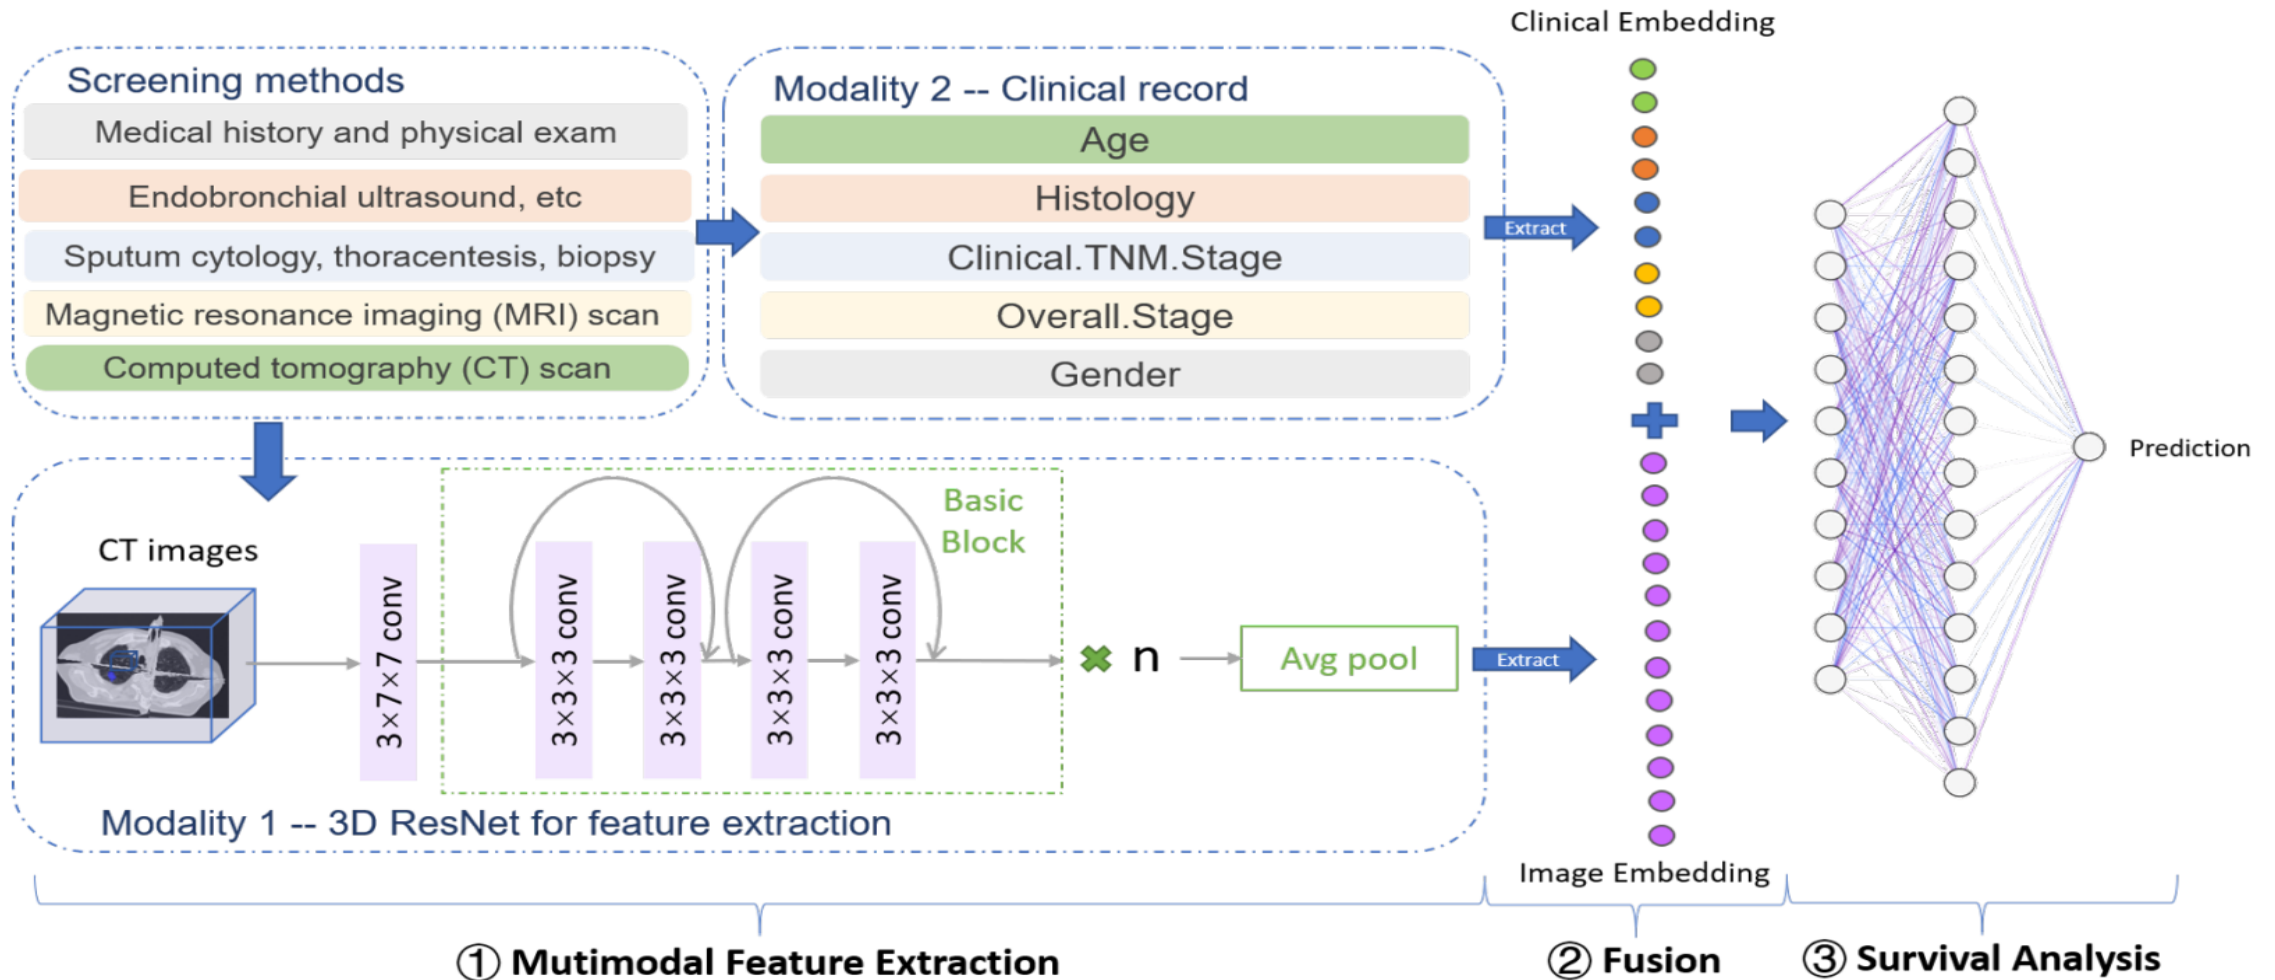 Clinical Embedding
Screening methods
Medical history and physical exam
Endobronchial ultrasound, etc
Sputum cytology, thoracentesis, biopsy
Magnetic resonance imaging (MRI) scan
Computed tomography (CT) scan
Modality 2 -- Clinical record
Age
Histology
Clinical.TNM.Stage
Overall.Stage
Gender
Extract
Prediction
CT images
3×7×7 conv
3×3×3 conv
3×3×3 conv
3×3×3 conv
3×3×3 conv
Basic
Block
✖ n
Avg pool
Extract
Modality 1 -- 3D ResNet for feature extraction
Image Embedding
① Mutimodal Feature Extraction
② Fusion
③ Survival Analysis